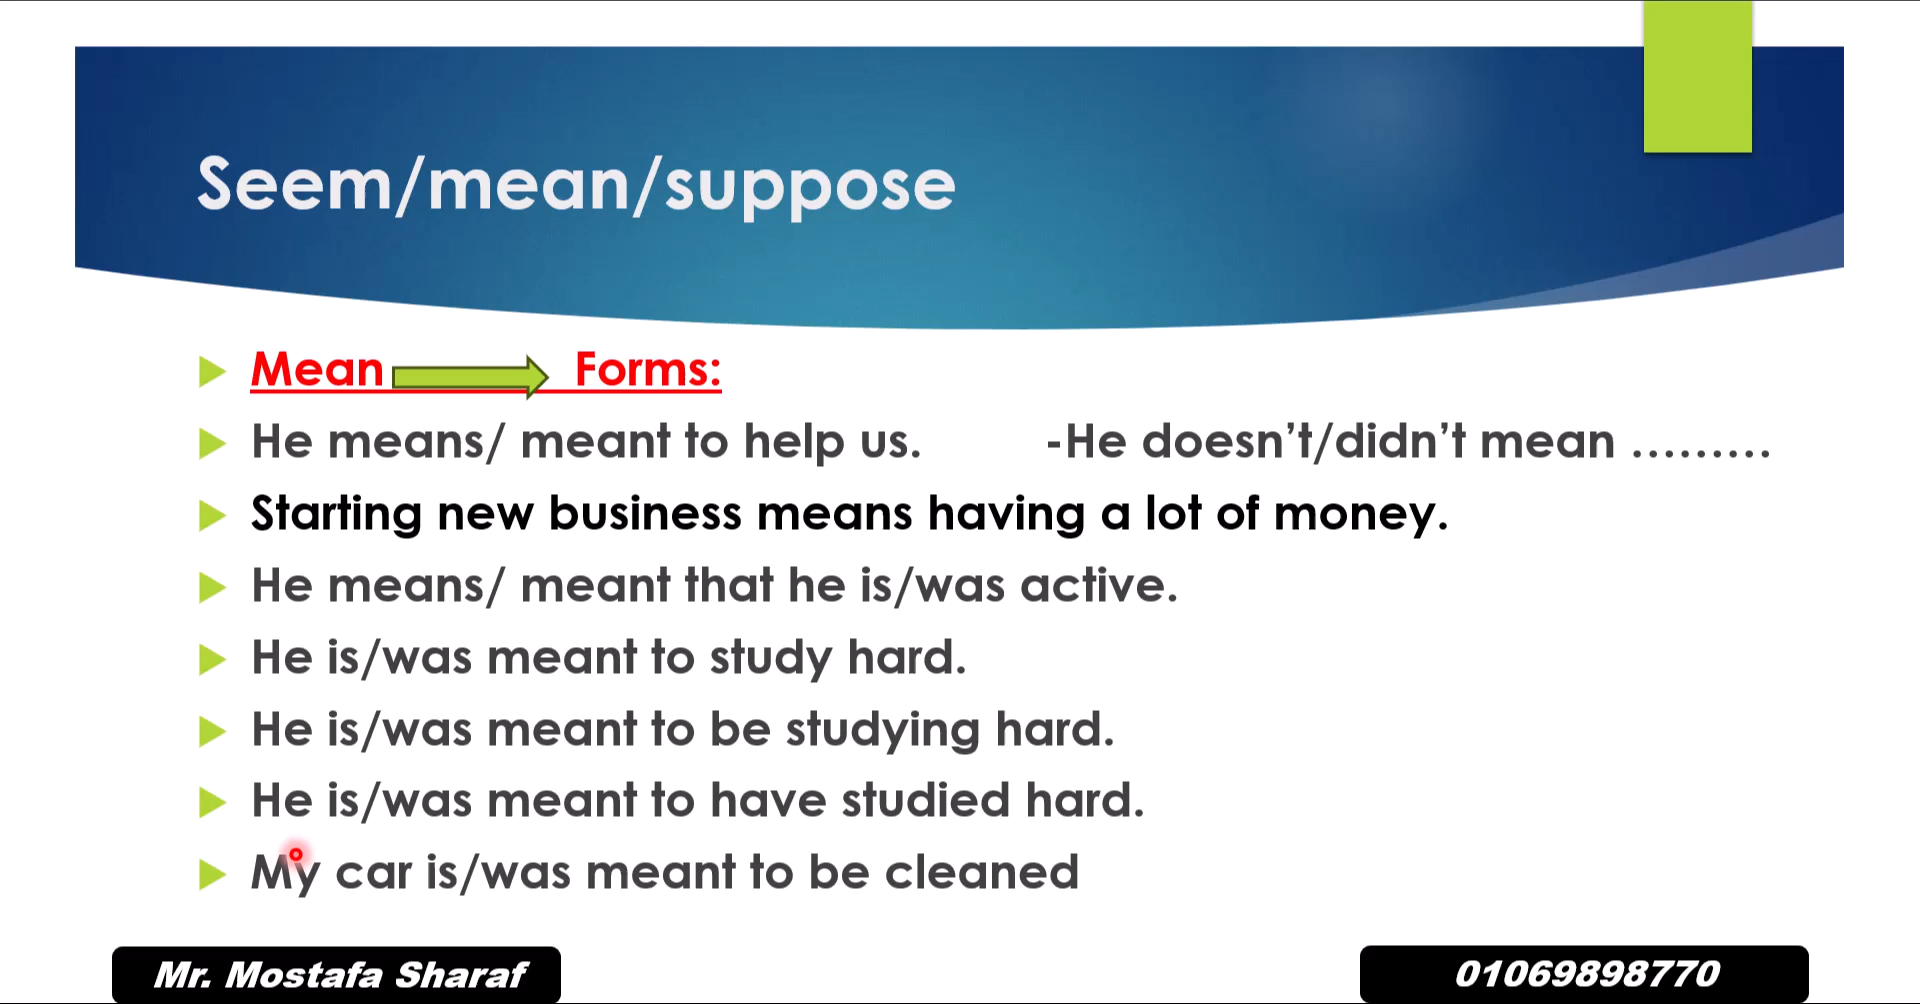 Seem/mean/suppose
Mean Forms:
He means/ meant to help us. -He doesn’t/didn’t mean .........
Starting new business means having a lot of money.
He means/ meant that he is/was active.
He is/was meant to study hard.
He is/was meant to be studying hard.
He is/was meant to have studied hard.
My car is/was meant to be cleaned
Mr. Mostafa Sharaf
01069898770